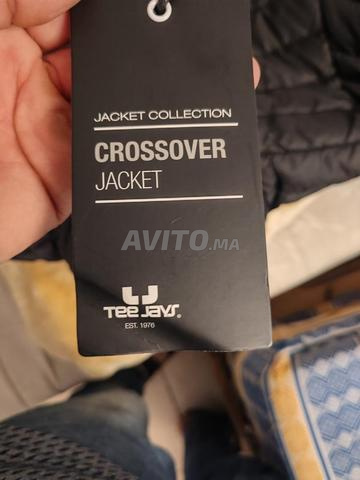 JACKET COLLECTION
CROSSOVER
JACKET
AVITO.MA
Tee Jays®
EST. 1976